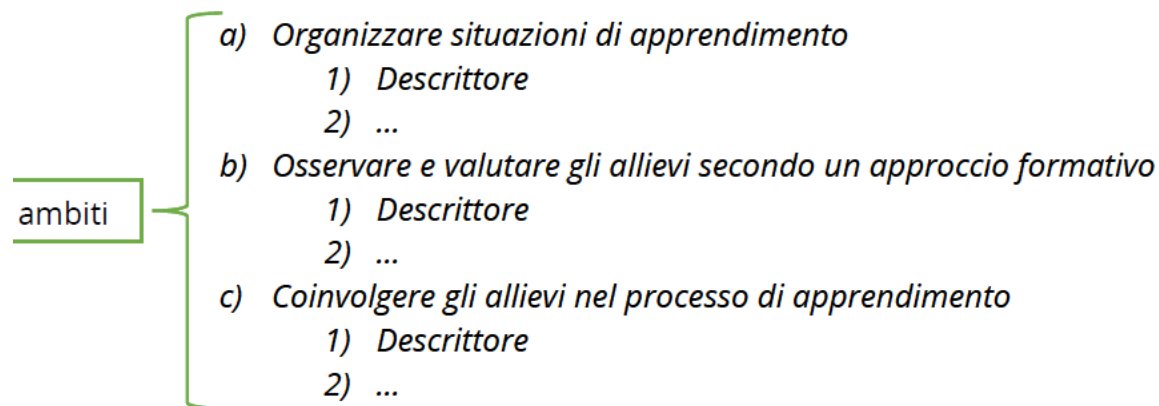 a) Organizzare situazioni di apprendimento
1) Descrittore
2) ...
b) Osservare e valutare gli allievi secondo un approccio formativo
ambiti
1) Descrittore
2) ...
c) Coinvolgere gli allievi nel processo di apprendimento
1) Descrittore
2) ...